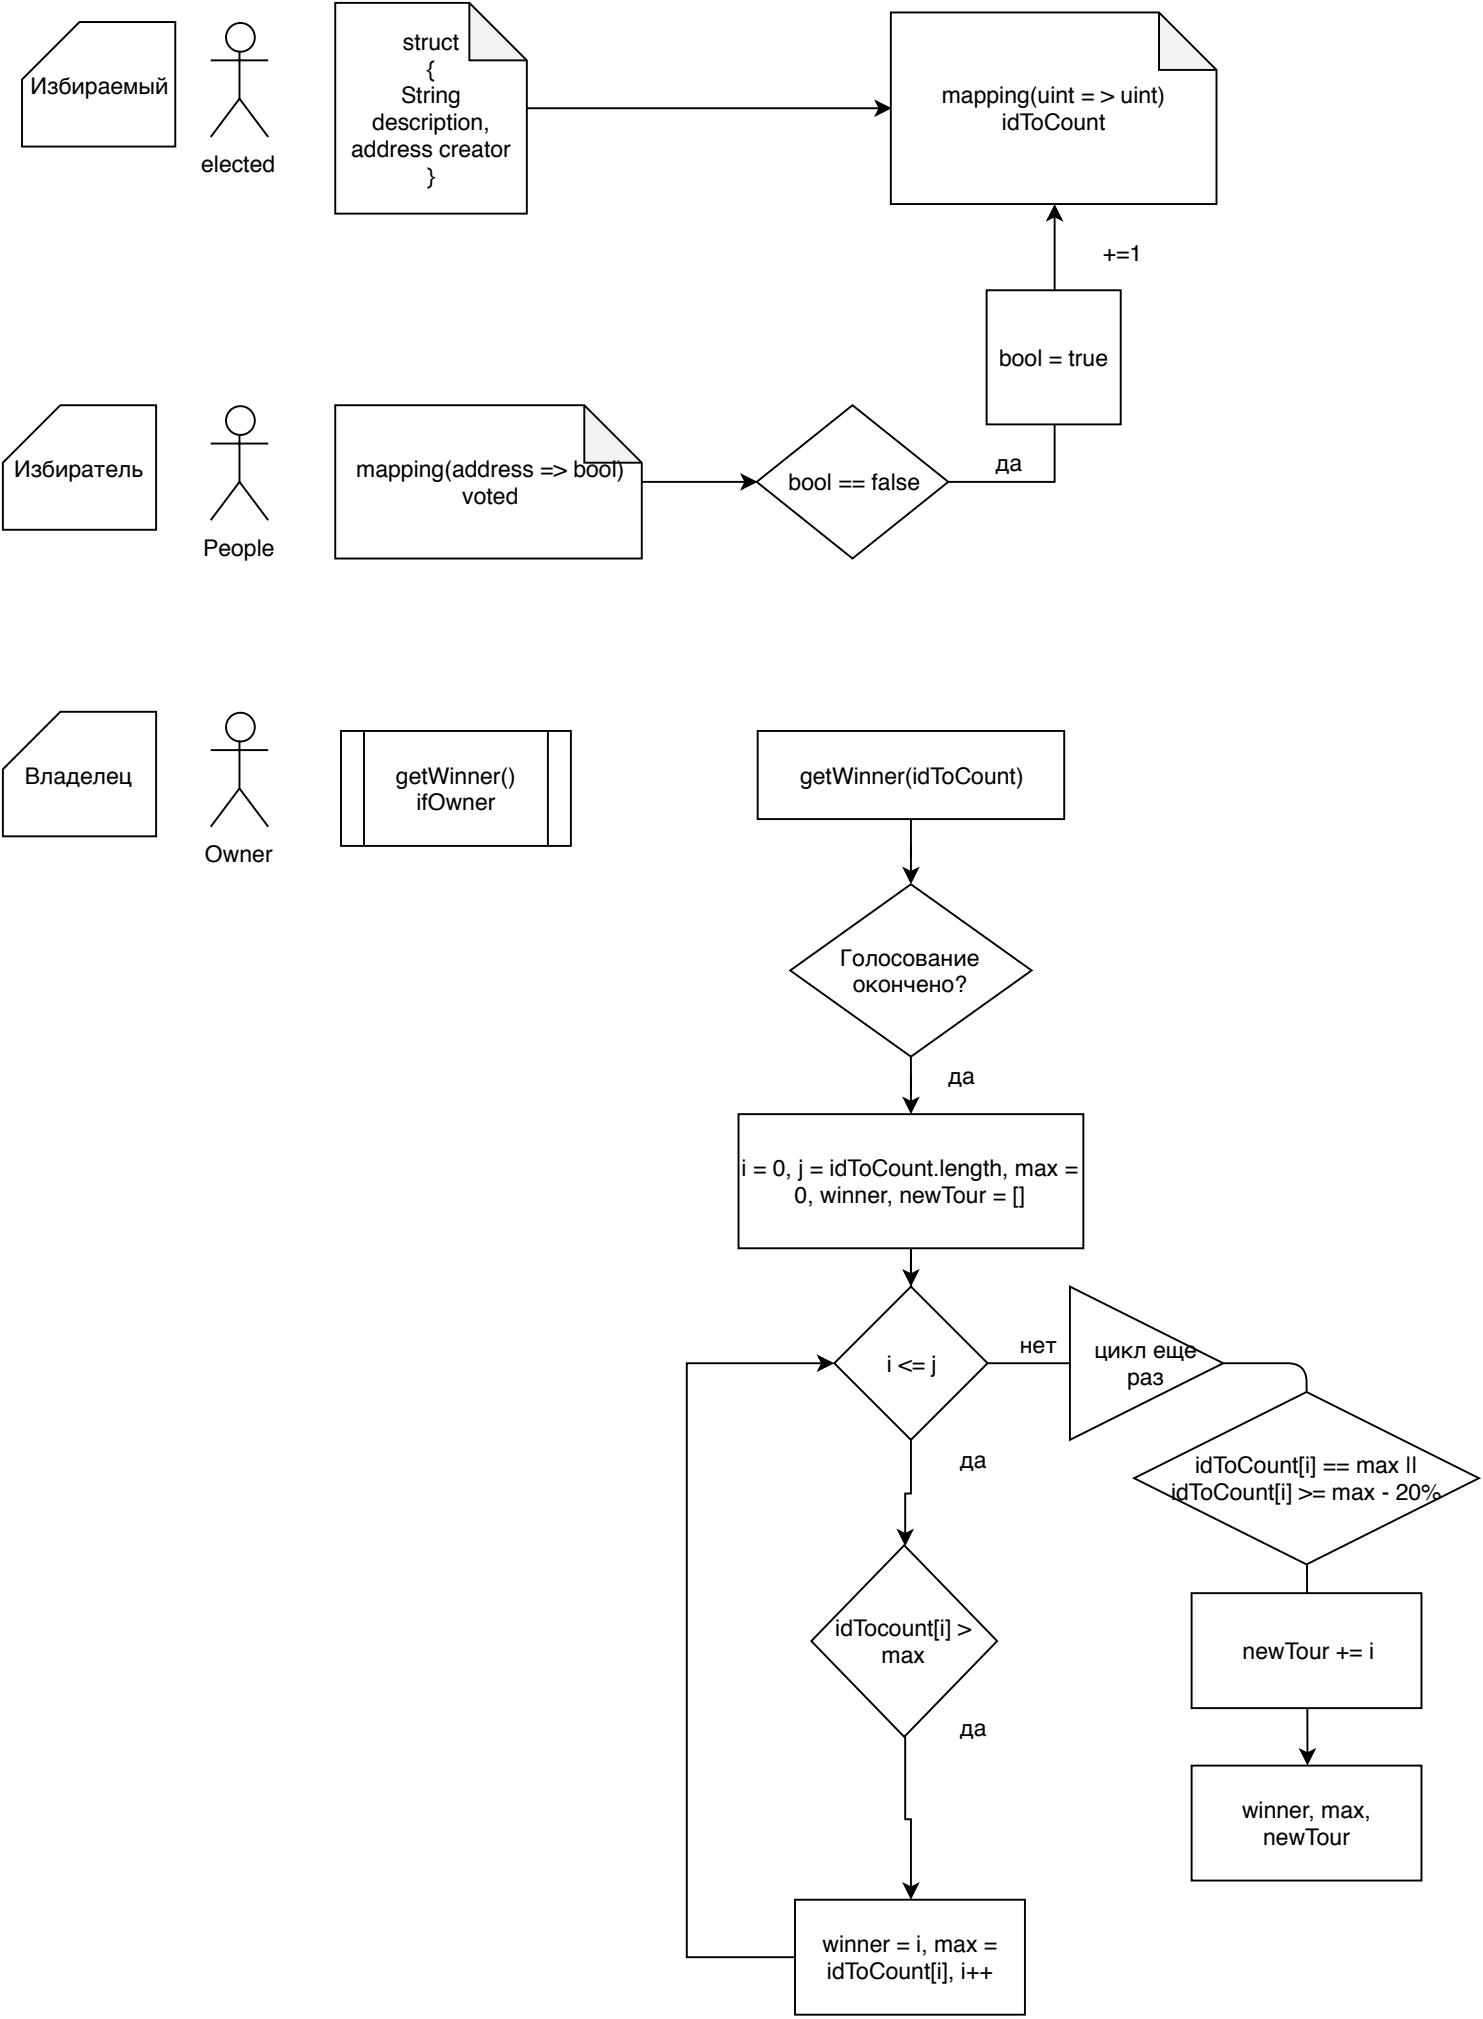 Избираемый
elected
struct
{
String
description,
address creator
}
mapping(uint = > uint)
idToCount
+=1
bool = true
Избиратель
People
mapping(address => bool)
voted
bool == false
да
Владелец
Owner
getWinner()
ifOwner
getWinner(idToCount)
Голосование
окончено?
да
i = 0, j = idToCount.length, max =
0, winner, newTour = []
i <= j
нет
цикл еще
раз
да
idToCount[i] == max ||
idToCount[i] >= max - 20%
idTocount[i] >
max
newTour += i
да
winner, max,
newTour
winner = i, max =
idToCount[i], i++